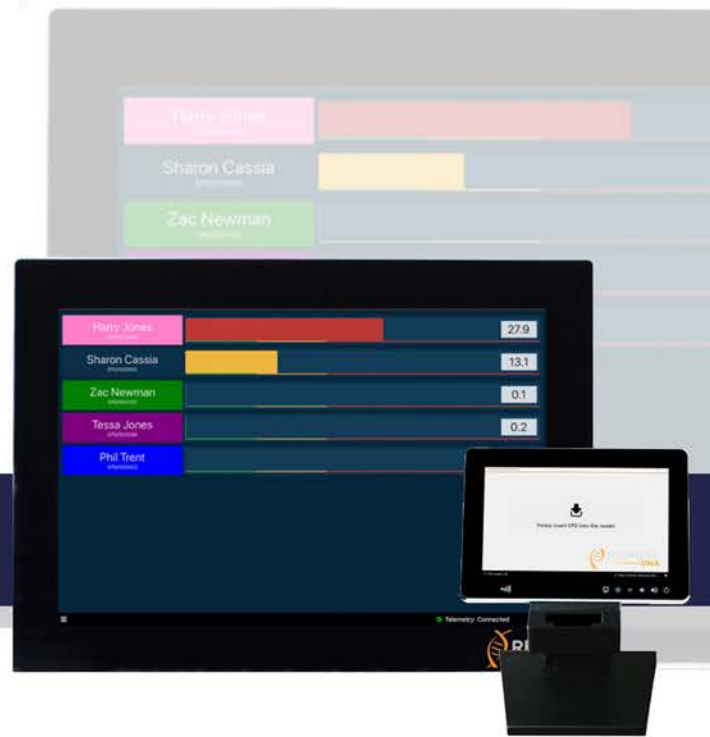 Harry Jones
Sharon Cassia
Zac Newman
Harry Jones
27.9
Sharon Cassia
13.1
Zac Newman
0.1
Tessa Jones
0.2
Phil Trent
Please insert EPD into the reader
DNA
Telemetry: Connected